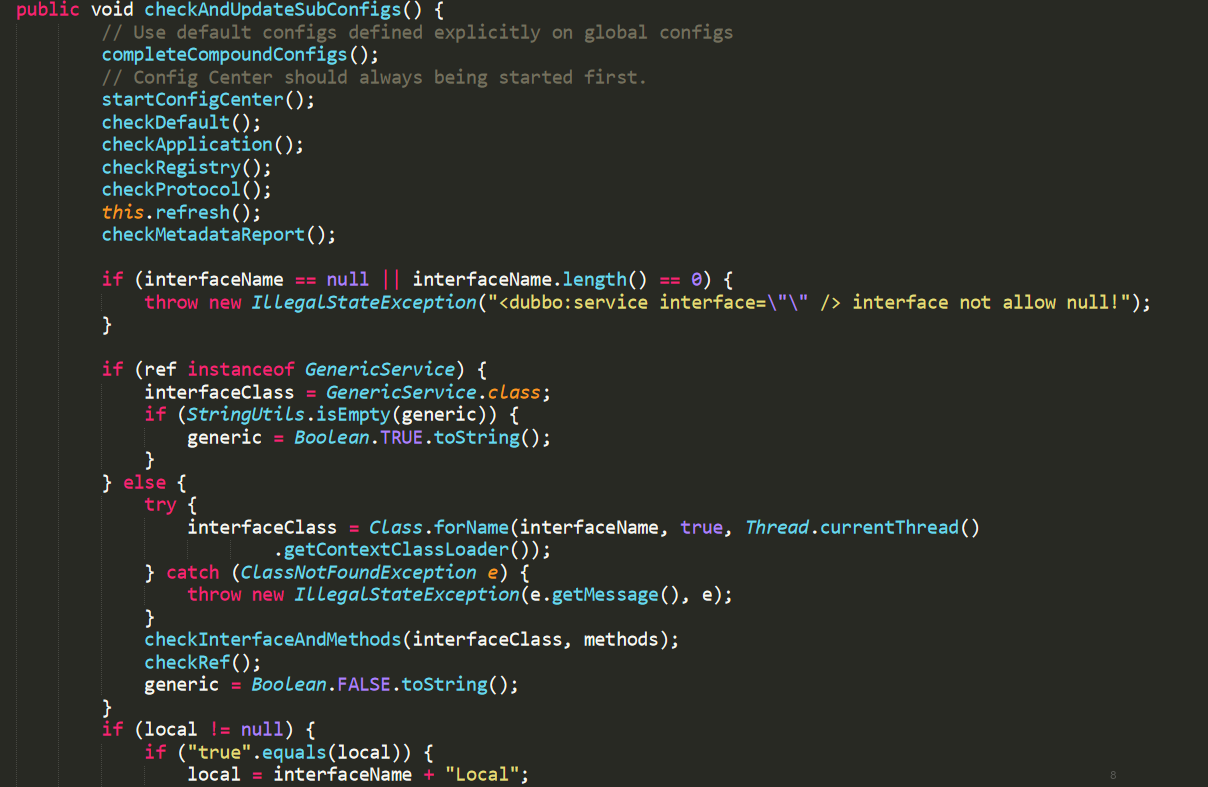 public void checkAndUpdateSubConfigs() {
// Use default configs defined explicitly on global configs
completeCompoundConfigs();
// Config Center should always being started first.
startConfigCenter();
checkDefault();
checkApplication();
checkRegistry();
checkProtocol();
this.refresh();
checkMetadataReport();
if (interfaceName == null || interfaceName.length() == 0) {
throw new IllegalStateException("<dubbo:service interface=\"\" /> interface not allow null!");
}
if (ref instanceof GenericService) {
interfaceClass = GenericService.class;
if (StringUtils.isEmpty(generic)) {
generic = Boolean.TRUE.toString();
}
} else {
try {
interfaceClass = Class.forName(interfaceName, true, Thread.currentThread()
.getContextClassLoader());
} catch (ClassNotFoundException e) {
throw new IllegalStateException(e.getMessage(), e);
}
checkInterfaceAndMethods(interfaceClass, methods);
checkRef();
generic = Boolean.FALSE.toString();
}
if (local != null) {
if ("true".equals(local)) {
local = interfaceName + "Local";
8